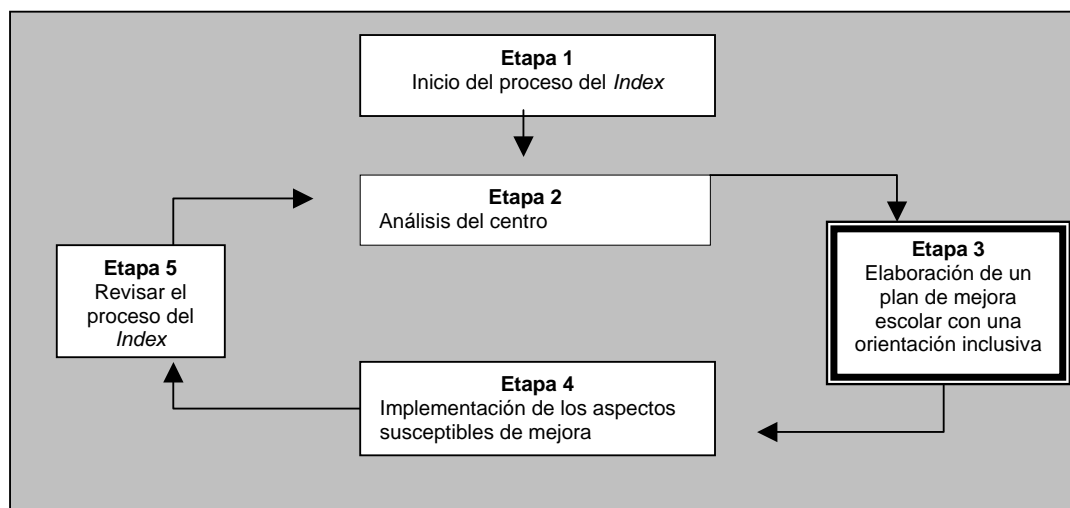 Etapa 1
Inicio del proceso del Index
Etapa 2
Análisis del centro
Etapa 3
Elaboración de un
plan de mejora
escolar con una
orientación inclusiva
Etapa 4
Implementación de los aspectos
susceptibles de mejora
Etapa 5
Revisar el
proceso del
Index